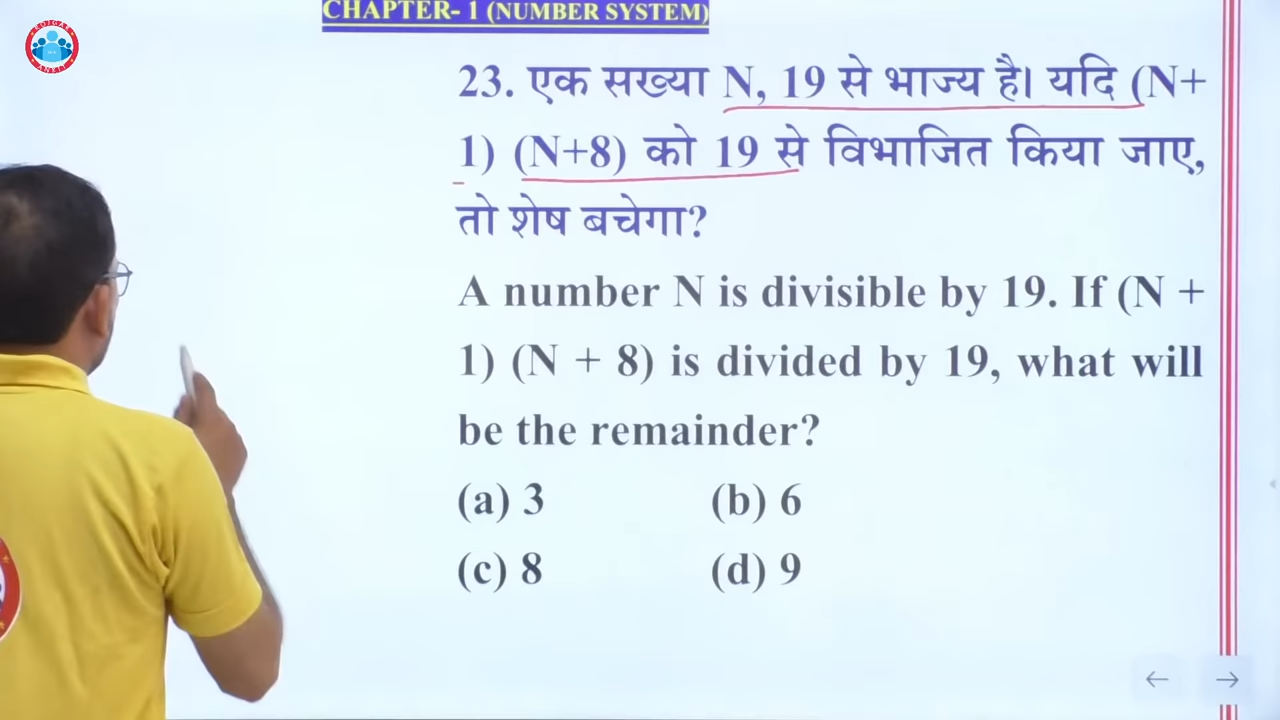 CHAPTER- 1 (NUMBER SYSTEM)
23. एक सख्या N, 19 से भाज्य है। यदि (N+
1) (N+8) को 19 से विभाजित किया जाए,
तो शेष बचेगा?
A number N is divisible by 19. If (N +
1) (N + 8) is divided by 19, what will
be the remainder?
(a) 3 (b) 6
(c) 8 (d) 9